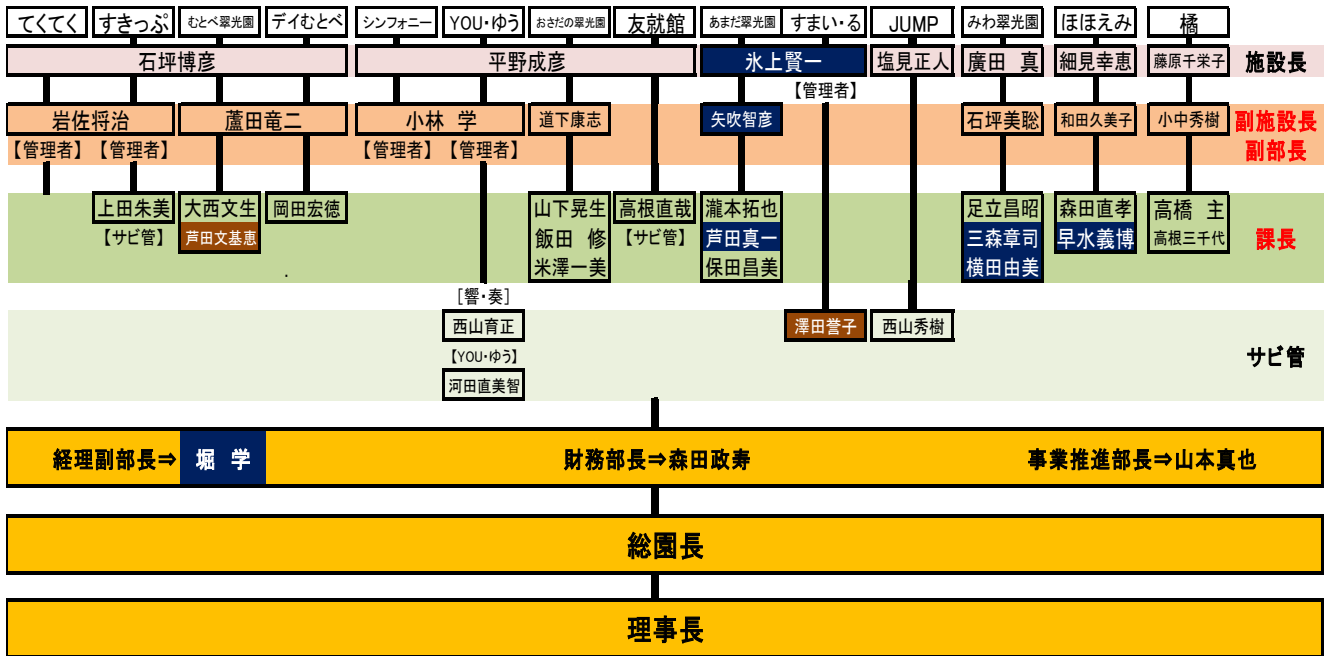 てくてく すきっぷ むとべ翠光園 デイむとべ シンフォニー YOU・ゆう おさだの翠光園 友就館 あまだ翠光園 すまい・る JUMP みわ翠光園 ほほえみ 橘
石坪博彦 平野成彦 氷上賢一 塩見正人 廣田 真 細見幸恵 藤原千栄子 施設長
【管理者】
岩佐将治 蘆田竜二 小林 学 道下康志 矢吹智彦 石坪美聡 和田久美子 小中秀樹 副施設長
【管理者】 【管理者】 【管理者】 【管理者】 副部長
上田朱美 大西文生 岡田宏徳 山下晃生 高根直哉 瀧本拓也 足立昌昭 森田直孝 高橋 主
【サビ管】 芦田文基恵 飯田 修 【サビ管】 芦田真一 三森章司 早水義博 高根三千代 課長
米澤一美 保田昌美 横田由美
［響・奏］
西山育正 澤田誉子 西山秀樹
【YOU・ゆう】 サビ管
河田直美智
経理副部長⇒ 堀 学 財務部長⇒森田政寿 事業推進部長⇒山本真也
総園長
理事長